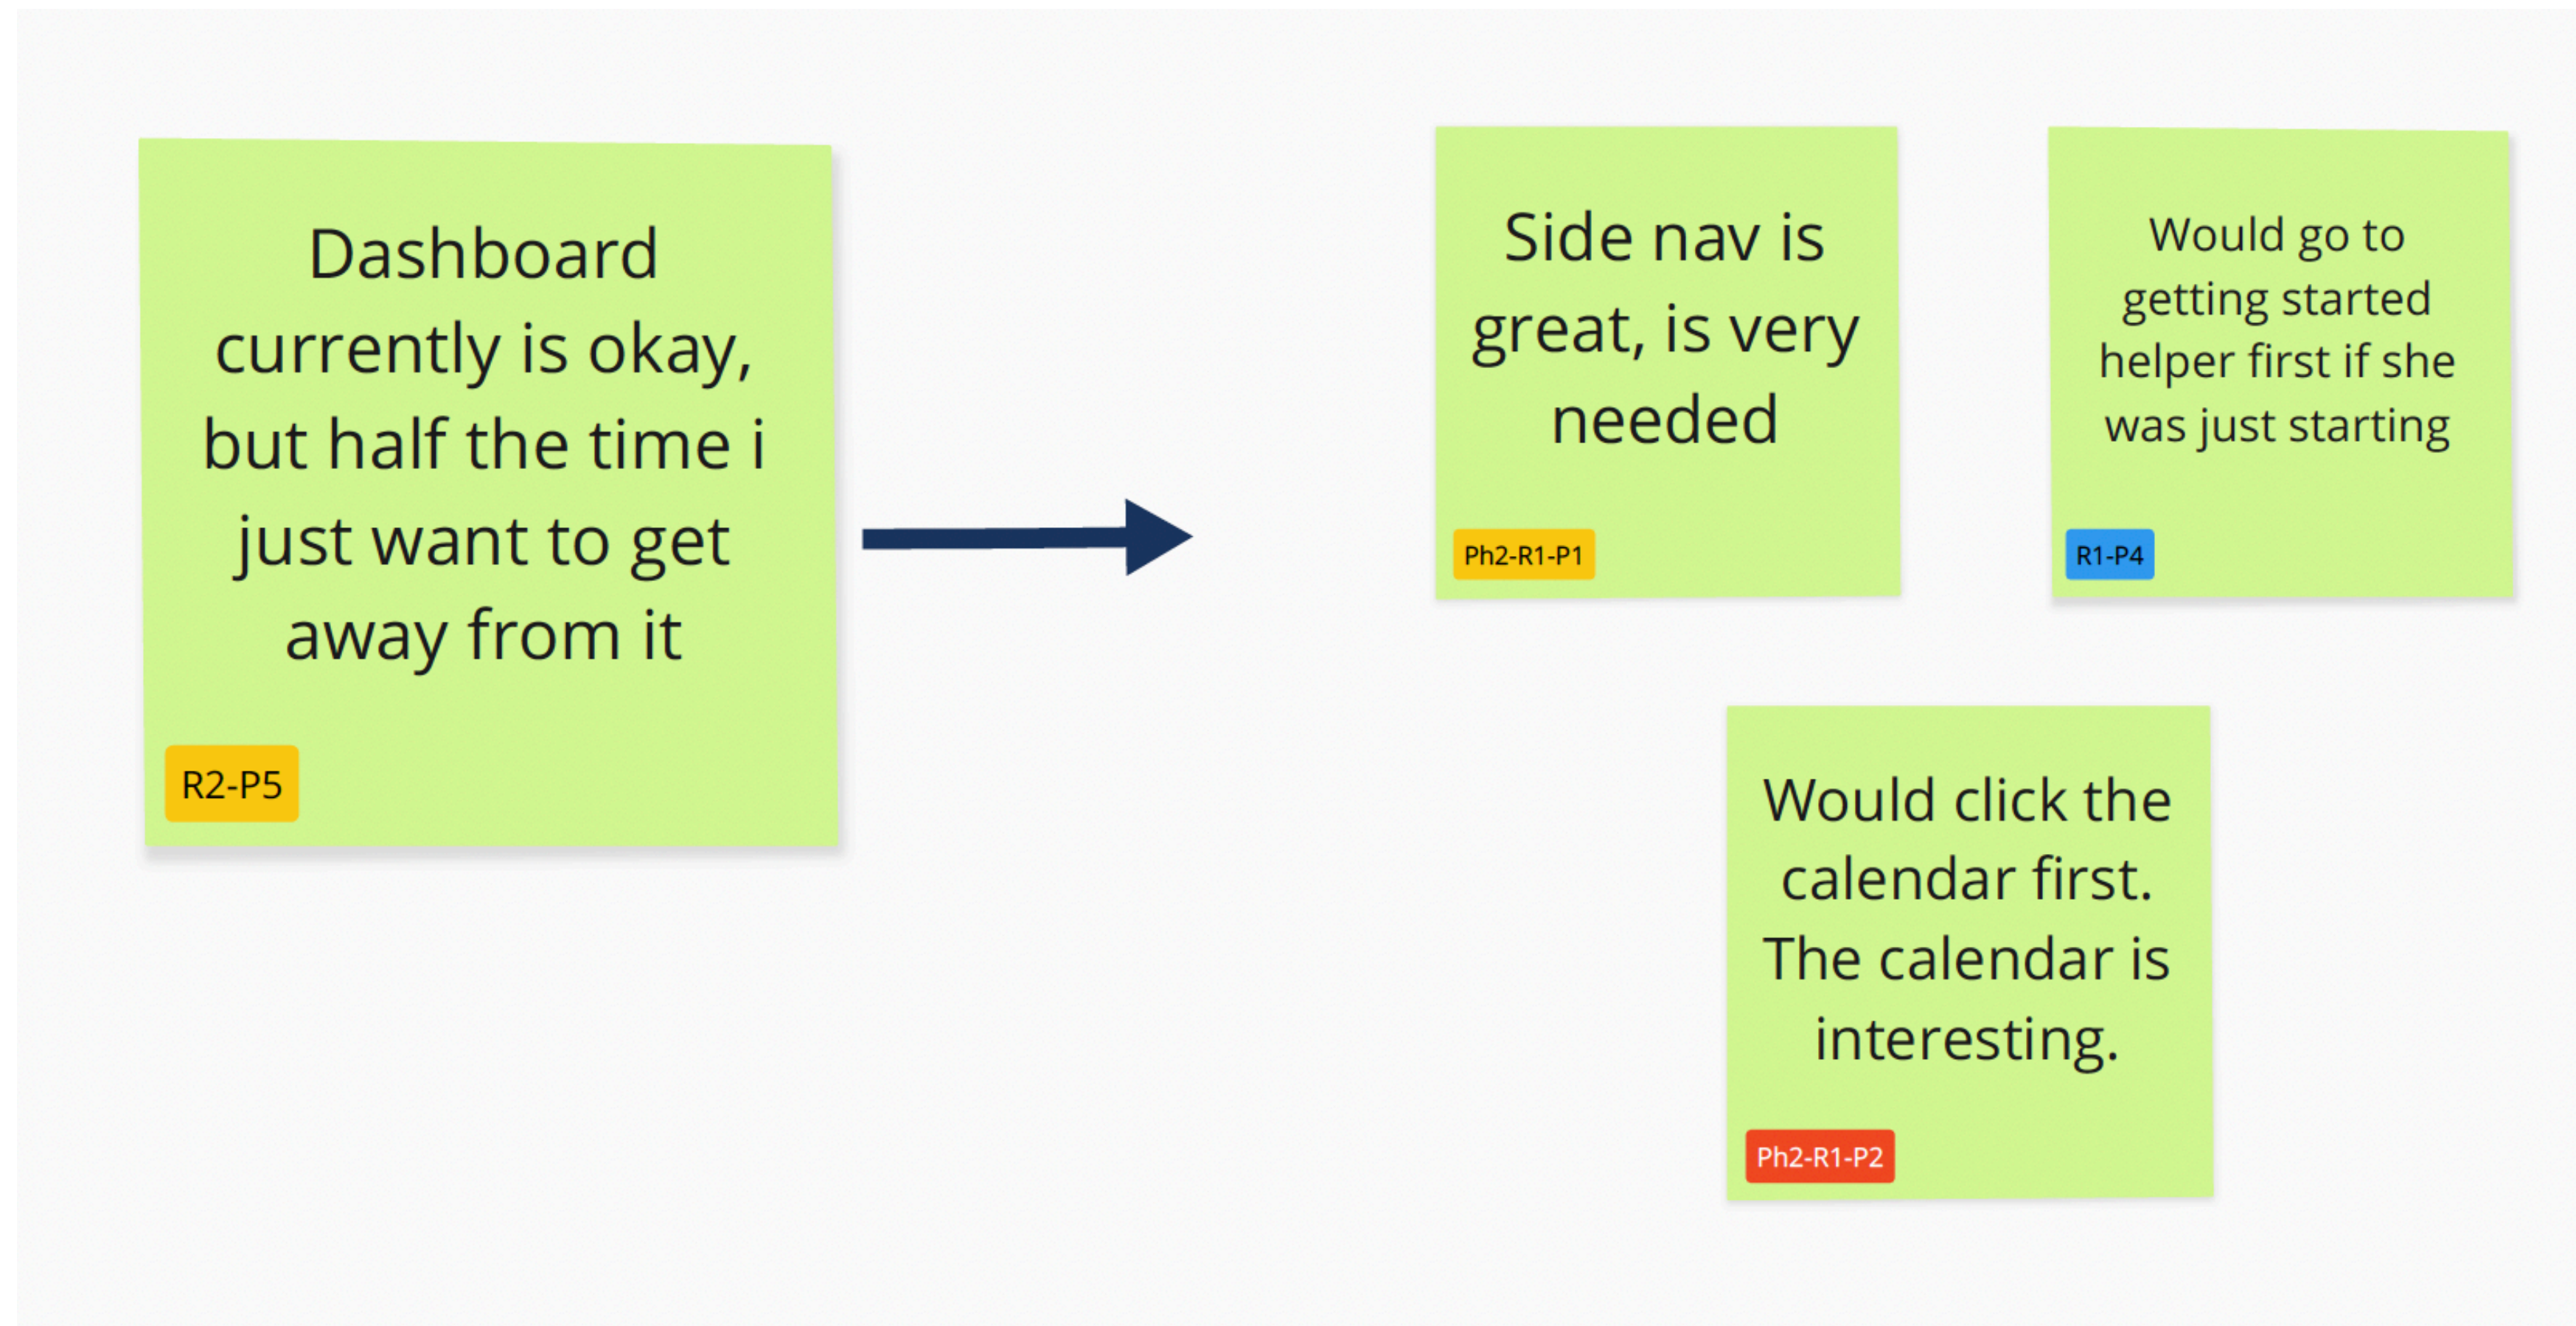 Dashboard
currently is okay,
but half the time i
just want to get
away from it
R2-P5
Side nav is
great, is very
needed
Ph2-R1-P1
Would go to
getting started
helper first if she
was just starting
R1-P4
Would click the
calendar first.
The calendar is
interesting.
Ph2-R1-P2